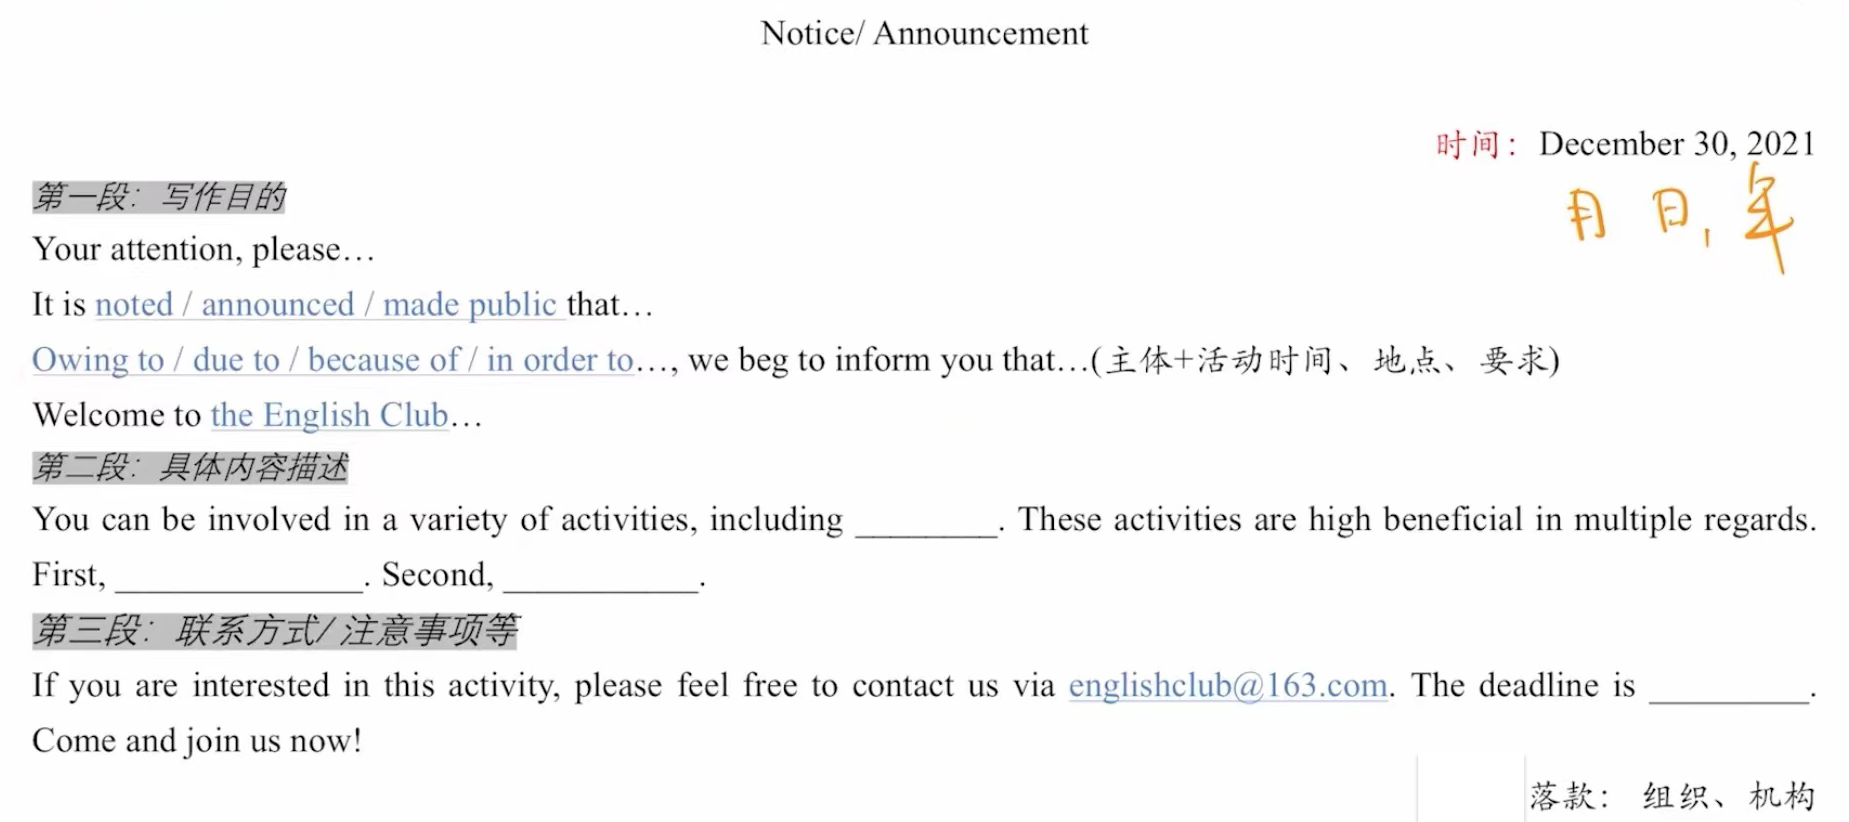 Notice/ Announcement
时间： December 30, 2021
月 日, 年
第一段：写作目的
Your attention, please…
It is noted / announced / made public that…
Owing to / due to / because of / in order to…, we beg to inform you that…(主体+活动时间、地点、要求)
Welcome to the English Club…
第二段：具体内容描述
You can be involved in a variety of activities, including ________. These activities are high beneficial in multiple regards.
First, ______________. Second, ___________.
第三段：联系方式/ 注意事项等
If you are interested in this activity, please feel free to contact us via englishclub@163.com. The deadline is _________.
Come and join us now!
落款： 组织、机构